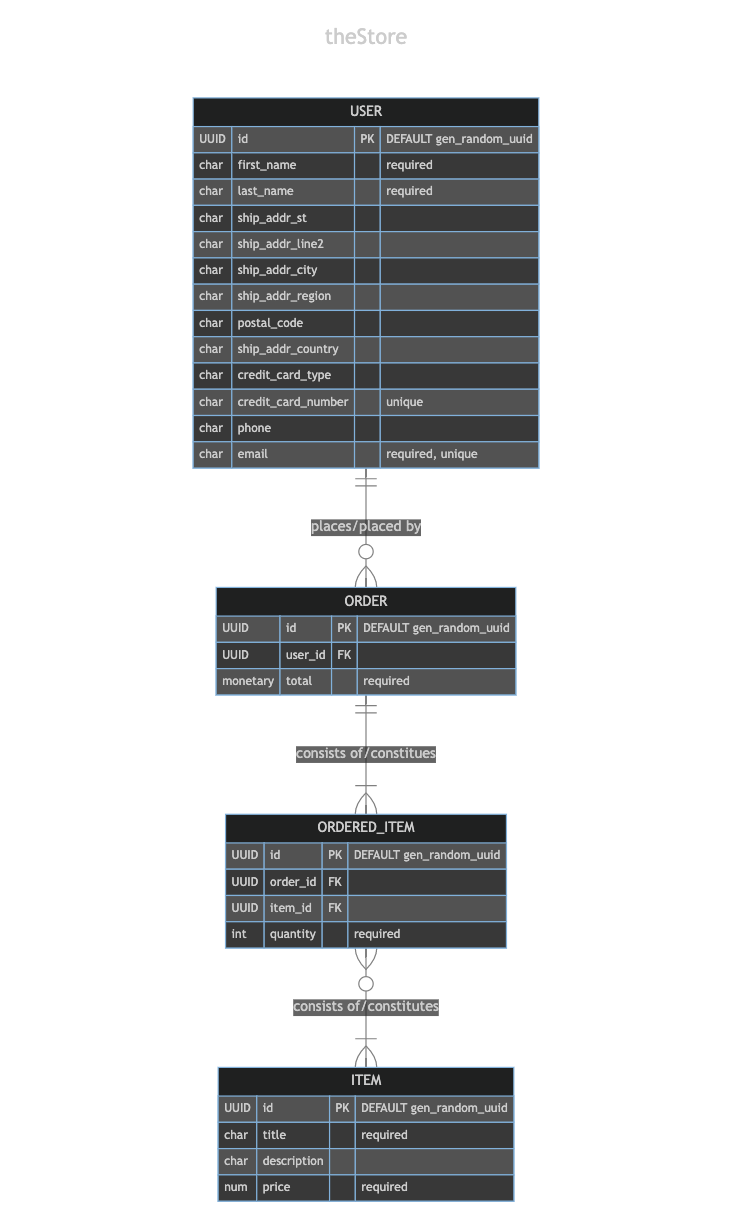 theStore
USER
UUID id PK DEFAULT gen_random_uuid
char first_name required
char last_name required
char ship_addr_st
char ship_addr_line2
char ship_addr_city
char ship_addr_region
char postal_code
char ship_addr_country
char credit_card_type
char credit_card_number unique
char phone
char email required, unique
places/placed by
ORDER
UUID id PK DEFAULT gen_random_uuid
UUID user_id FK
monetary total required
consists of/constitues
ORDERED_ITEM
UUID id PK DEFAULT gen_random_uuid
UUID order_id FK
UUID item_id FK
int quantity required
consists of/constitutes
ITEM
UUID id PK DEFAULT gen_random_uuid
char title required
char description
num price required